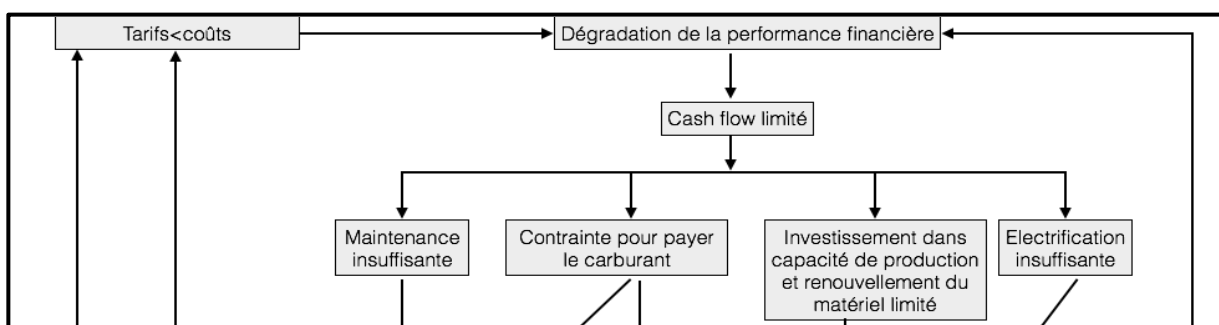 Tarifs<coûts
Dégradation de la performance financière
Cash flow limité
Maintenance
insuffisante
Contrainte pour payer
le carburant
Investissement dans
capacité de production
et renouvellement du
matériel limité
Electrification
insuffisante